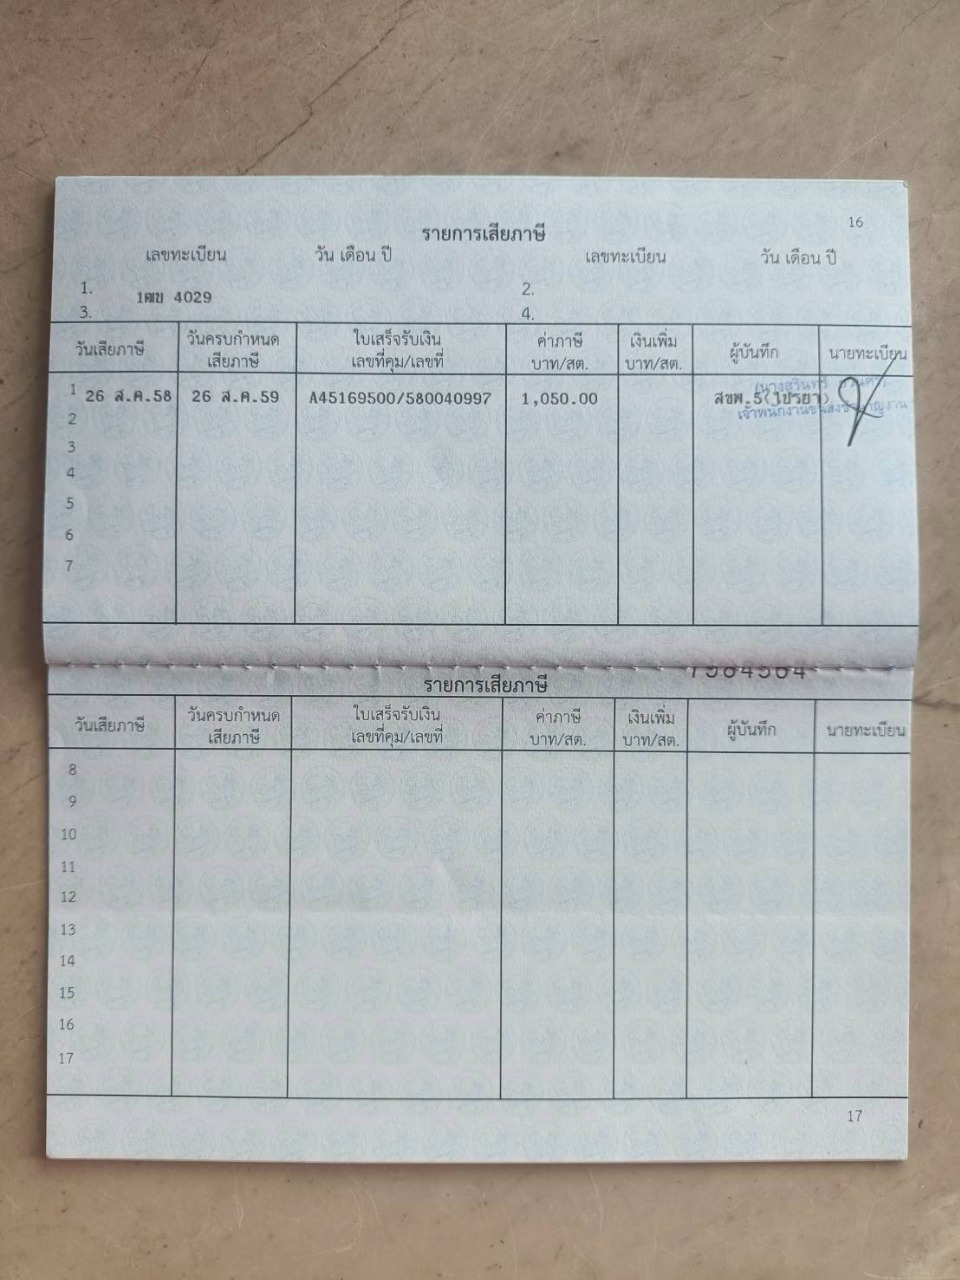 16
รายการเสียภาษี
เลขทะเบียน วัน เดือน ปี เลขทะเบียน วัน เดือน ปี
1. 2.
1ฒข 4029
3. 4.
วันเสียภาษี วันครบกำหนดเสียภาษี ใบเสร็จรับเงิน เลขที่คุม/เลขที่ ค่าภาษี บาท/สต. เงินเพิ่ม บาท/สต. ผู้บันทึก นายทะเบียน
1 26 ส.ค.58 26 ส.ค.59 A45169500/580040997 1,050.00 สขพ.5
2
3
4
5
6
7
รายการเสียภาษี
วันเสียภาษี วันครบกำหนดเสียภาษี ใบเสร็จรับเงิน เลขที่คุม/เลขที่ ค่าภาษี บาท/สต. เงินเพิ่ม บาท/สต. ผู้บันทึก นายทะเบียน
8
9
10
11
12
13
14
15
16
17
17